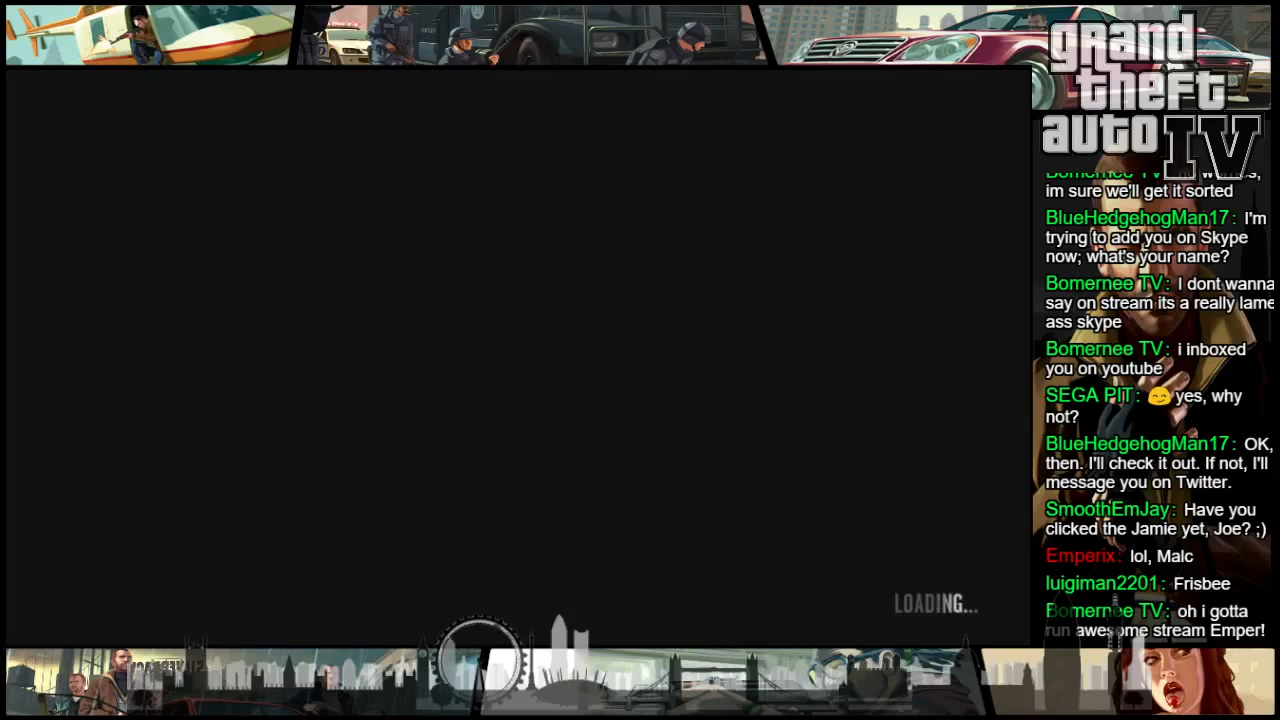 grand
theft
auto IV
im sure we'll get it sorted
BlueHedgehogMan17: I'm
trying to add you on Skype
now; what's your name?
Bomernee TV: I dont wanna
say on stream its a really lame
ass skype
Bomernee TV: i inboxed
you on youtube
SEGA PIT: 😏 yes, why
not?
BlueHedgehogMan17: OK,
then. I'll check it out. If not, I'll
message you on Twitter.
SmoothEmJay: Have you
clicked the Jamie yet, Joe? ;)
Emperix: lol, Malc
luigiman2201: Frisbee
Bomernee TV: oh i gotta
run awesome stream Emper!
LOADING...